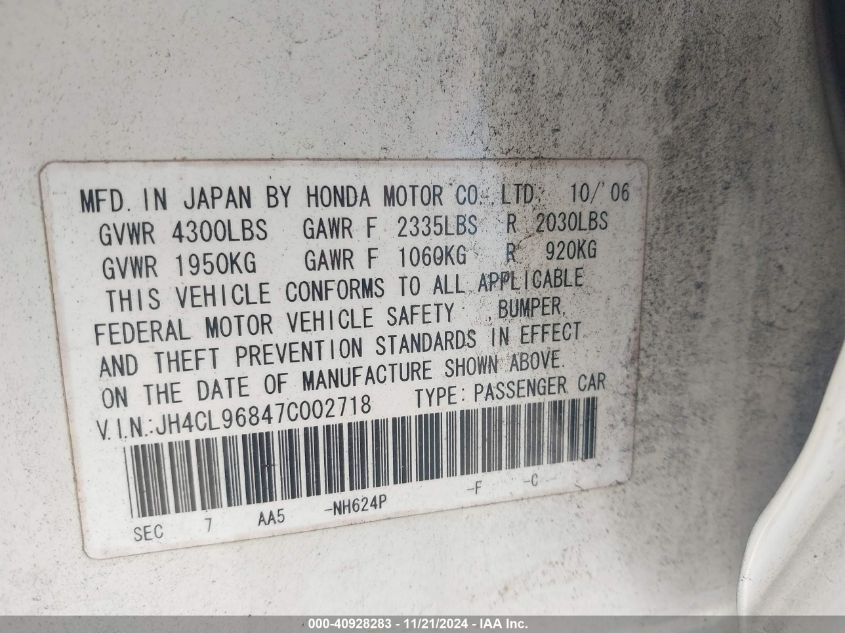 MFD. IN JAPAN BY HONDA MOTOR CO., LTD. 10/'06
GVWR 4300LBS GAWR F 2335LBS R 2030LBS
GVWR 1950KG GAWR F 1060KG R 920KG
THIS VEHICLE CONFORMS TO ALL APPLICABLE
FEDERAL MOTOR VEHICLE SAFETY, BUMPER,
AND THEFT PREVENTION STANDARDS IN EFFECT
ON THE DATE OF MANUFACTURE SHOWN ABOVE.
V.I.N.:JH4CL96847C002718 TYPE: PASSENGER CAR
SEC 7 AA5 -NH624P -F -C
000-40928283 - 11/21/2024 - IAA Inc.